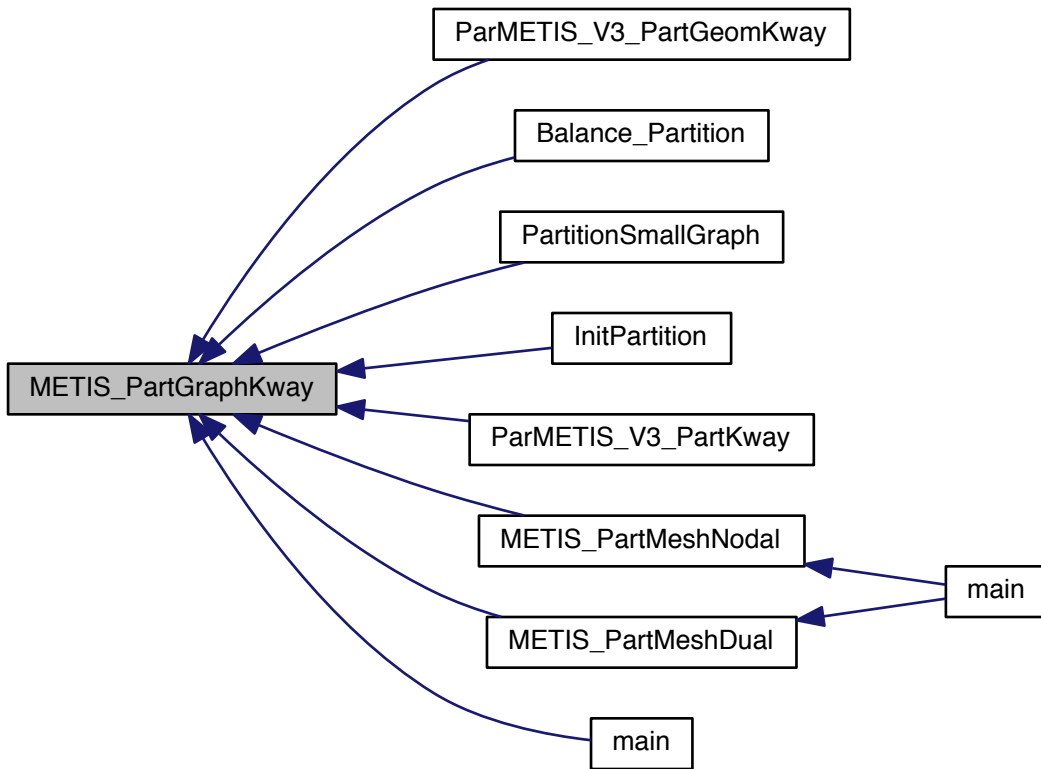 ParMETIS_V3_PartGeomKway
Balance_Partition
PartitionSmallGraph
InitPartition
METIS_PartGraphKway
ParMETIS_V3_PartKway
METIS_PartMeshNodal
main
METIS_PartMeshDual
main